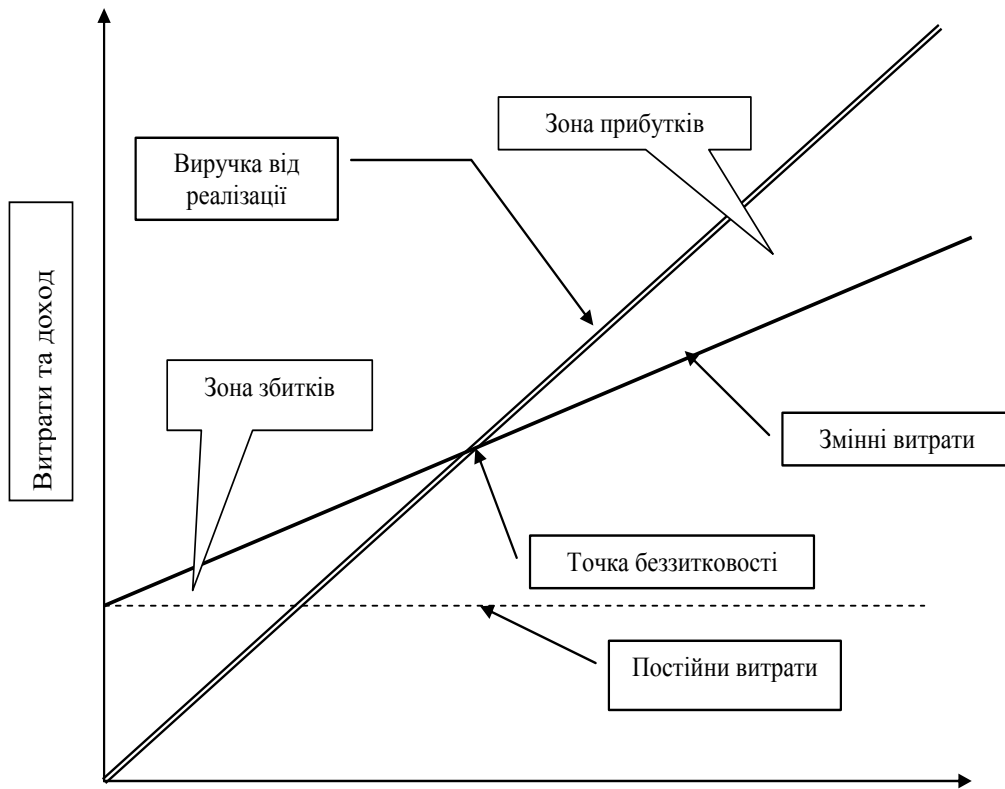 Зона прибутків
Виручка від
реалізації
Витрати та доход
Зона збитків
Змінні витрати
Точка беззитковості
Постійни витрати